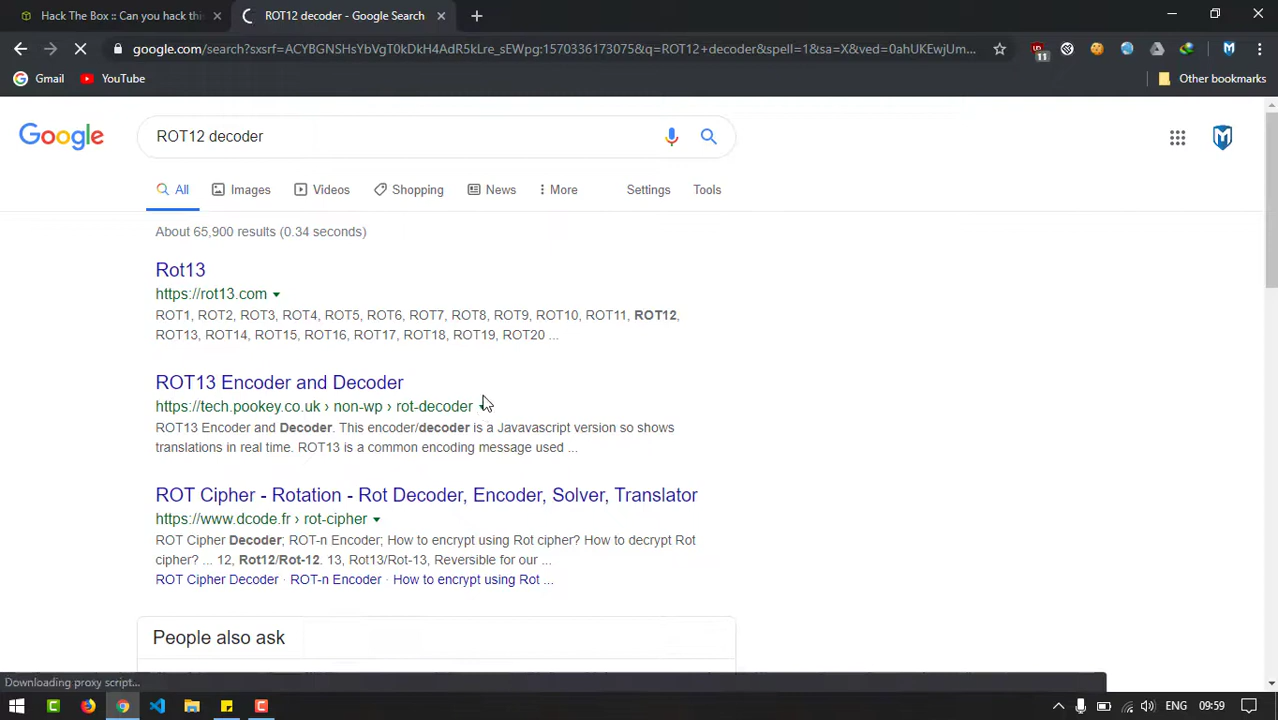 Hack The Box :: Can you hack this
ROT12 decoder - Google Search
google.com/search?sxsrf=ACYBGNSHsYbVgT0kDkH4AdR5kLre_sEWpg:1570336173075&q=ROT12+decoder&spell=1&sa=X&ved=0ahUKEwjUm...
11
Gmail
YouTube
Other bookmarks
Google
ROT12 decoder
All
Images
Videos
Shopping
News
More
Settings
Tools
About 65,900 results (0.34 seconds)
Rot13
https://rot13.com
ROT1, ROT2, ROT3, ROT4, ROT5, ROT6, ROT7, ROT8, ROT9, ROT10, ROT11, ROT12,
ROT13, ROT14, ROT15, ROT16, ROT17, ROT18, ROT19, ROT20 ...
ROT13 Encoder and Decoder
https://tech.pookey.co.uk › non-wp › rot-decoder
ROT13 Encoder and Decoder. This encoder/decoder is a Javavascript version so shows
translations in real time. ROT13 is a common encoding message used ...
ROT Cipher - Rotation - Rot Decoder, Encoder, Solver, Translator
https://www.dcode.fr › rot-cipher
ROT Cipher Decoder; ROT-n Encoder; How to encrypt using Rot cipher? How to decrypt Rot
cipher? ... 12, Rot12/Rot-12. 13, Rot13/Rot-13, Reversible for our ...
ROT Cipher Decoder · ROT-n Encoder · How to encrypt using Rot ...
People also ask
Downloading proxy script...
ENG
09:59